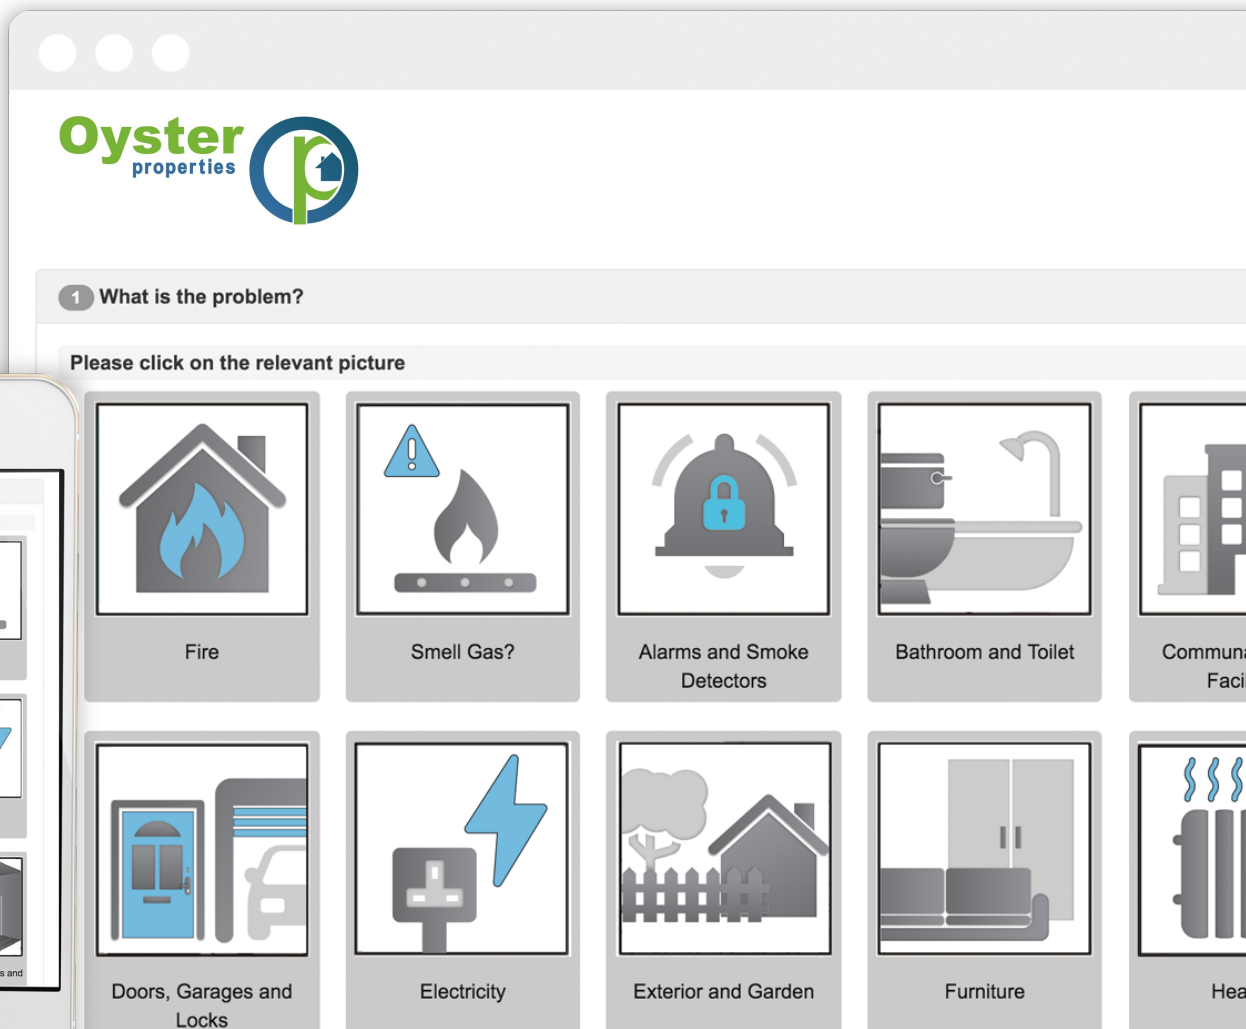 Oyster
properties
1 What is the problem?
Please click on the relevant picture
Fire
Smell Gas?
Alarms and Smoke
Detectors
Bathroom and Toilet
Doors, Garages and
Locks
Electricity
Exterior and Garden
Furniture
and